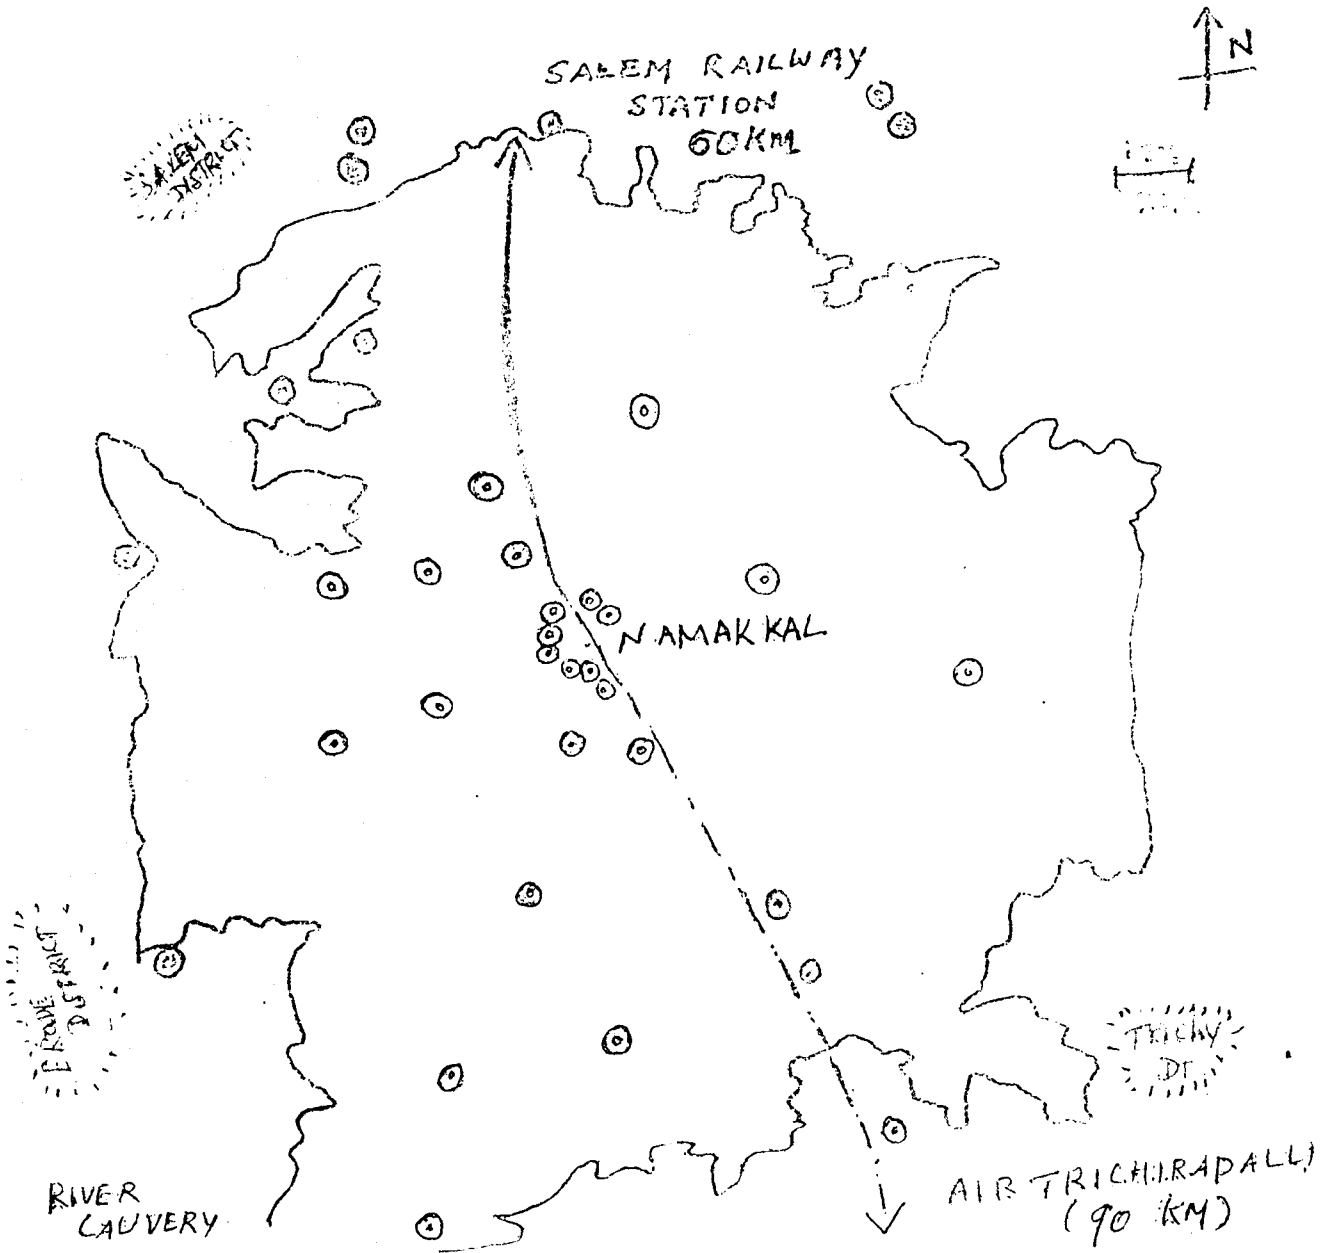 SALEM RAILWAY
STATION
60KM
N
SALEM
DISTRICT
NAMAKKAL
ERODE
DISTRICT
TRICHY
DT
RIVER
CAUVERY
AIR TRICHIRAPALLI
(90 KM)